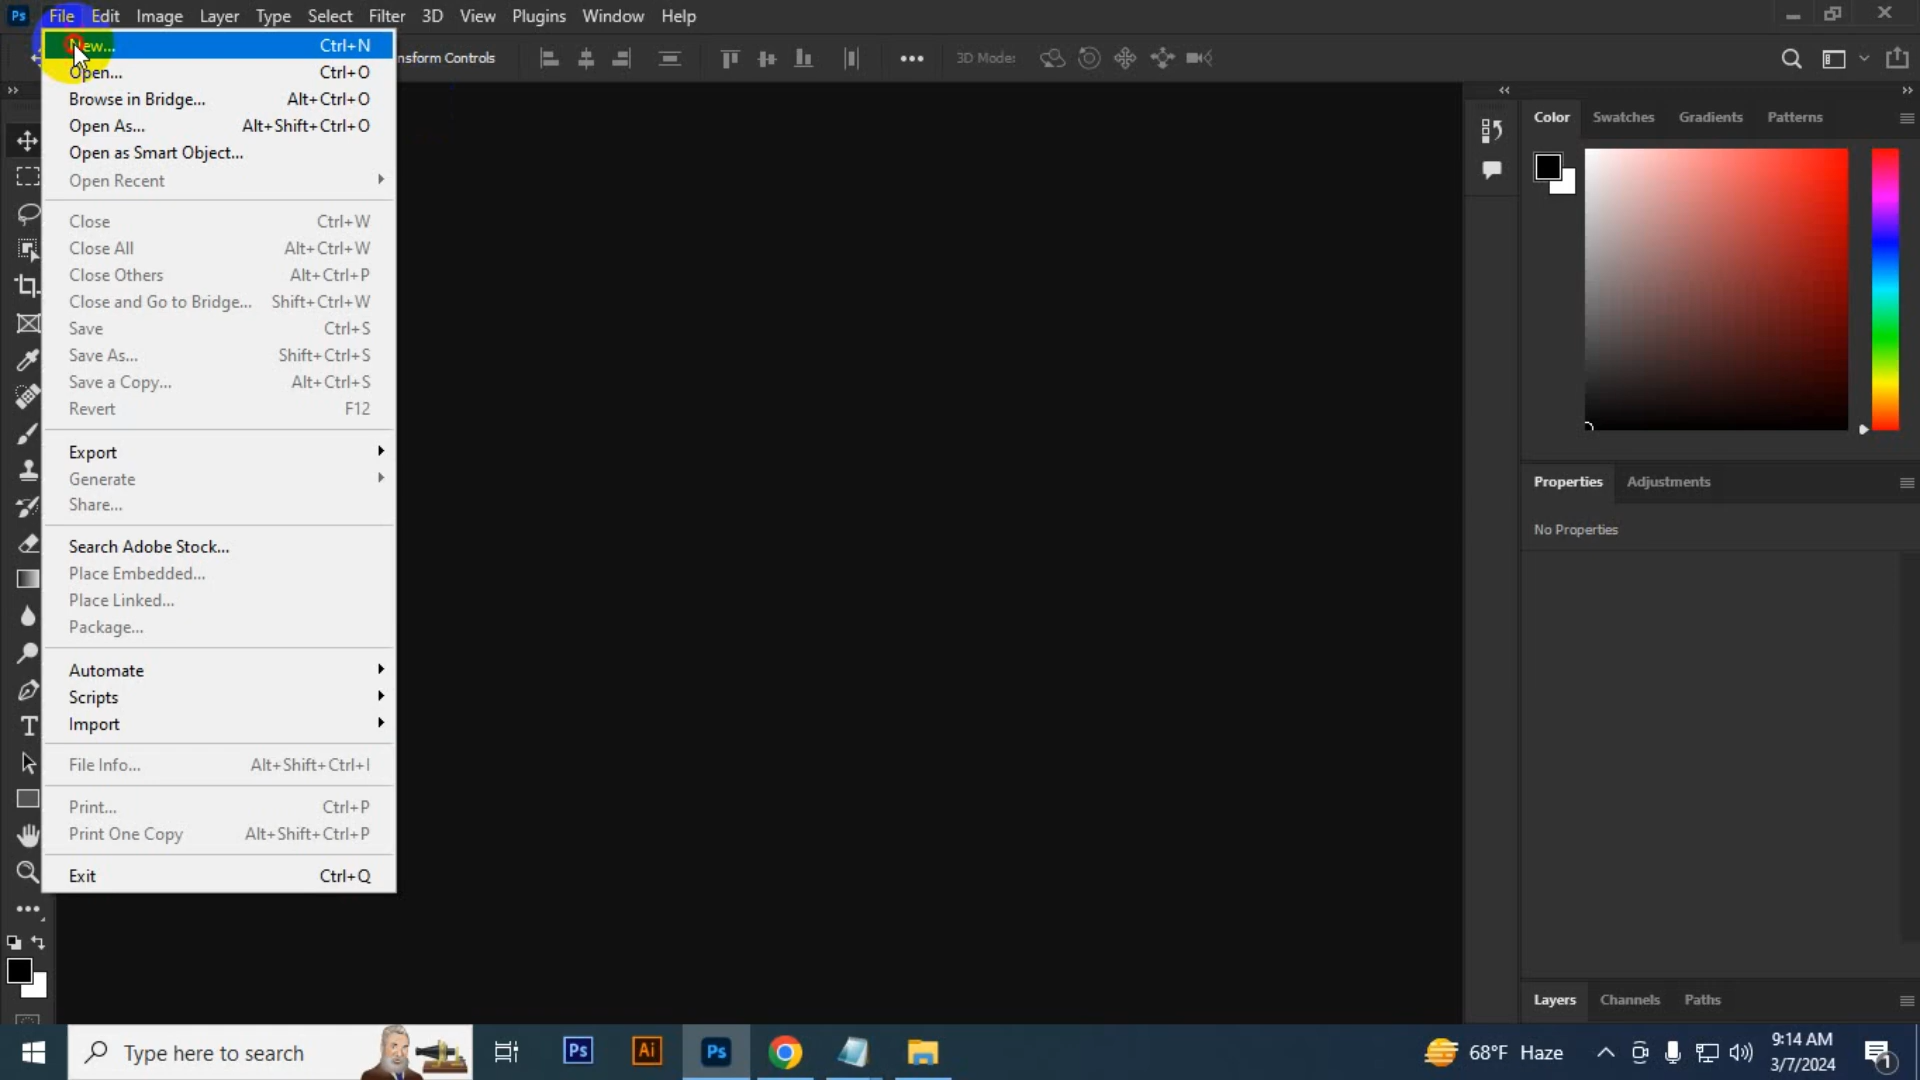 Ps File Edit Image Layer Type Select Filter 3D View Plugins Window Help
nsform Controls 3D Mode:
New... Ctrl+N
Open... Ctrl+O
Browse in Bridge... Alt+Ctrl+O
Open As... Alt+Shift+Ctrl+O
Open as Smart Object...
Open Recent
Close Ctrl+W
Close All Alt+Ctrl+W
Close Others Alt+Ctrl+P
Close and Go to Bridge... Shift+Ctrl+W
Save Ctrl+S
Save As... Shift+Ctrl+S
Save a Copy... Alt+Ctrl+S
Revert F12
Export
Generate
Share...
Search Adobe Stock...
Place Embedded...
Place Linked...
Package...
Automate
Scripts
Import
File Info... Alt+Shift+Ctrl+I
Print... Ctrl+P
Print One Copy Alt+Shift+Ctrl+P
Exit Ctrl+Q
Color Swatches Gradients Patterns
Properties Adjustments
No Properties
Layers Channels Paths
Type here to search Ps Ai Ps 68°F Haze 9:14 AM
3/7/2024 1